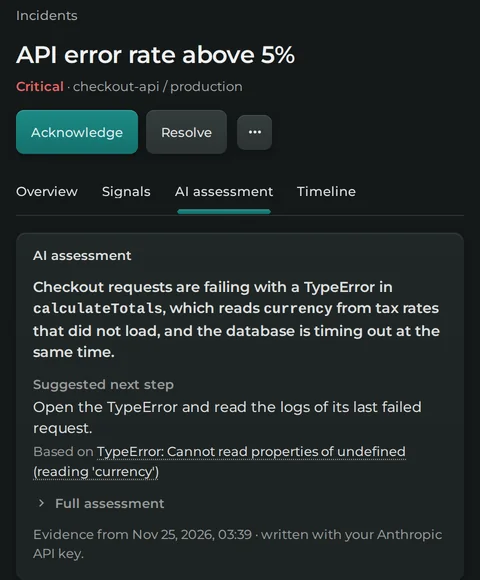 Incidents
API error rate above 5%
Critical · checkout-api / production
Acknowledge Resolve ···
Overview Signals AI assessment Timeline
AI assessment
Checkout requests are failing with a TypeError in
calculateTotals, which reads currency from tax rates
that did not load, and the database is timing out at the
same time.
Suggested next step
Open the TypeError and read the logs of its last failed
request.
Based on TypeError: Cannot read properties of undefined
(reading 'currency')
Full assessment
Evidence from Nov 25, 2026, 03:39 · written with your Anthropic
API key.